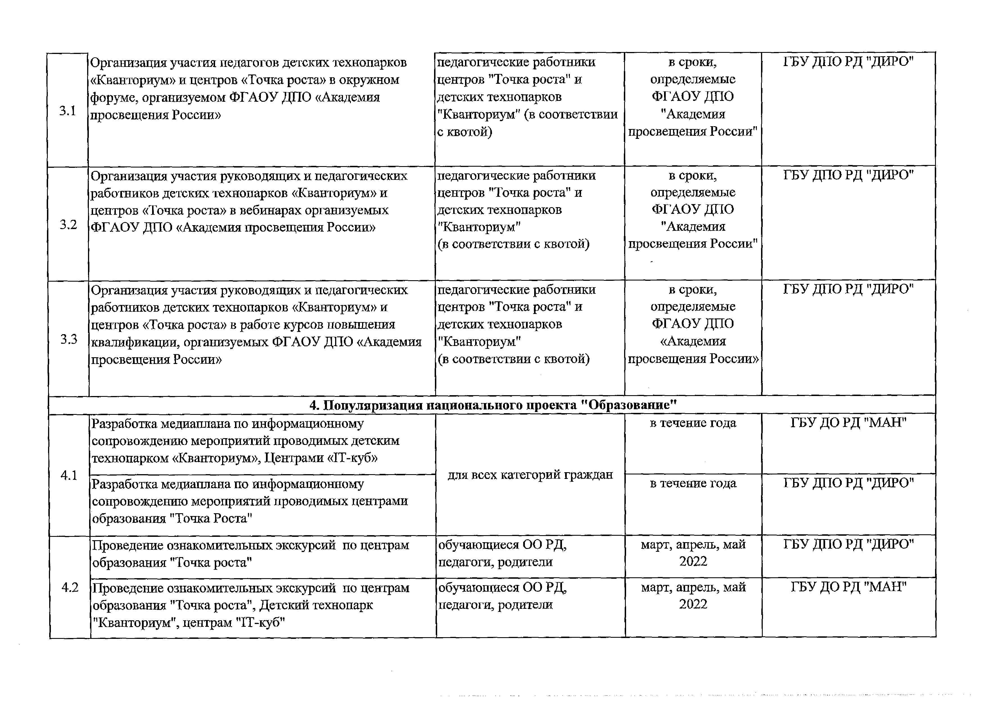 3.1
Организация участия педагогов детских технопарков
«Кванториум» и центров «Точка роста» в окружном
форуме, организуемом ФГАОУ ДПО «Академия
просвещения России»
педагогические работники
центров "Точка роста" и
детских технопарков
"Кванториум" (в соответствии
с квотой)
в сроки,
определяемые
ФГАОУ ДПО
"Академия
просвещения России"
ГБУ ДПО РД "ДИРО"
3.2
Организация участия руководящих и педагогических
работников детских технопарков «Кванториум» и
центров «Точка роста» в вебинарах организуемых
ФГАОУ ДПО «Академия просвещения России»
педагогические работники
центров "Точка роста" и
детских технопарков
"Кванториум"
(в соответствии с квотой)
в сроки,
определяемые
ФГАОУ ДПО
"Академия
просвещения России"
ГБУ ДПО РД "ДИРО"
3.3
Организация участия руководящих и педагогических
работников детских технопарков «Кванториум» и
центров «Точка роста» в работе курсов повышения
квалификации, организуемых ФГАОУ ДПО «Академия
просвещения России»
педагогические работники
центров "Точка роста" и
детских технопарков
"Кванториум"
(в соответствии с квотой)
в сроки,
определяемые
ФГАОУ ДПО
«Академия
просвещения России»
ГБУ ДПО РД "ДИРО"
4. Популяризация национального проекта "Образование"
4.1
Разработка медиаплана по информационному
сопровождению мероприятий проводимых детским
технопарком «Кванториум», Центрами «IT-куб»
для всех категорий граждан
в течение года
ГБУ ДО РД "МАН"
Разработка медиаплана по информационному
сопровождению мероприятий проводимых центрами
образования "Точка Роста"
в течение года
ГБУ ДПО РД "ДИРО"
4.2
Проведение ознакомительных экскурсий по центрам
образования "Точка роста"
обучающиеся ОО РД,
педагоги, родители
март, апрель, май
2022
ГБУ ДПО РД "ДИРО"
Проведение ознакомительных экскурсий по центрам
образования "Точка роста", Детский технопарк
"Кванториум", центрам "IT-куб"
обучающиеся ОО РД,
педагоги, родители
март, апрель, май
2022
ГБУ ДО РД "МАН"